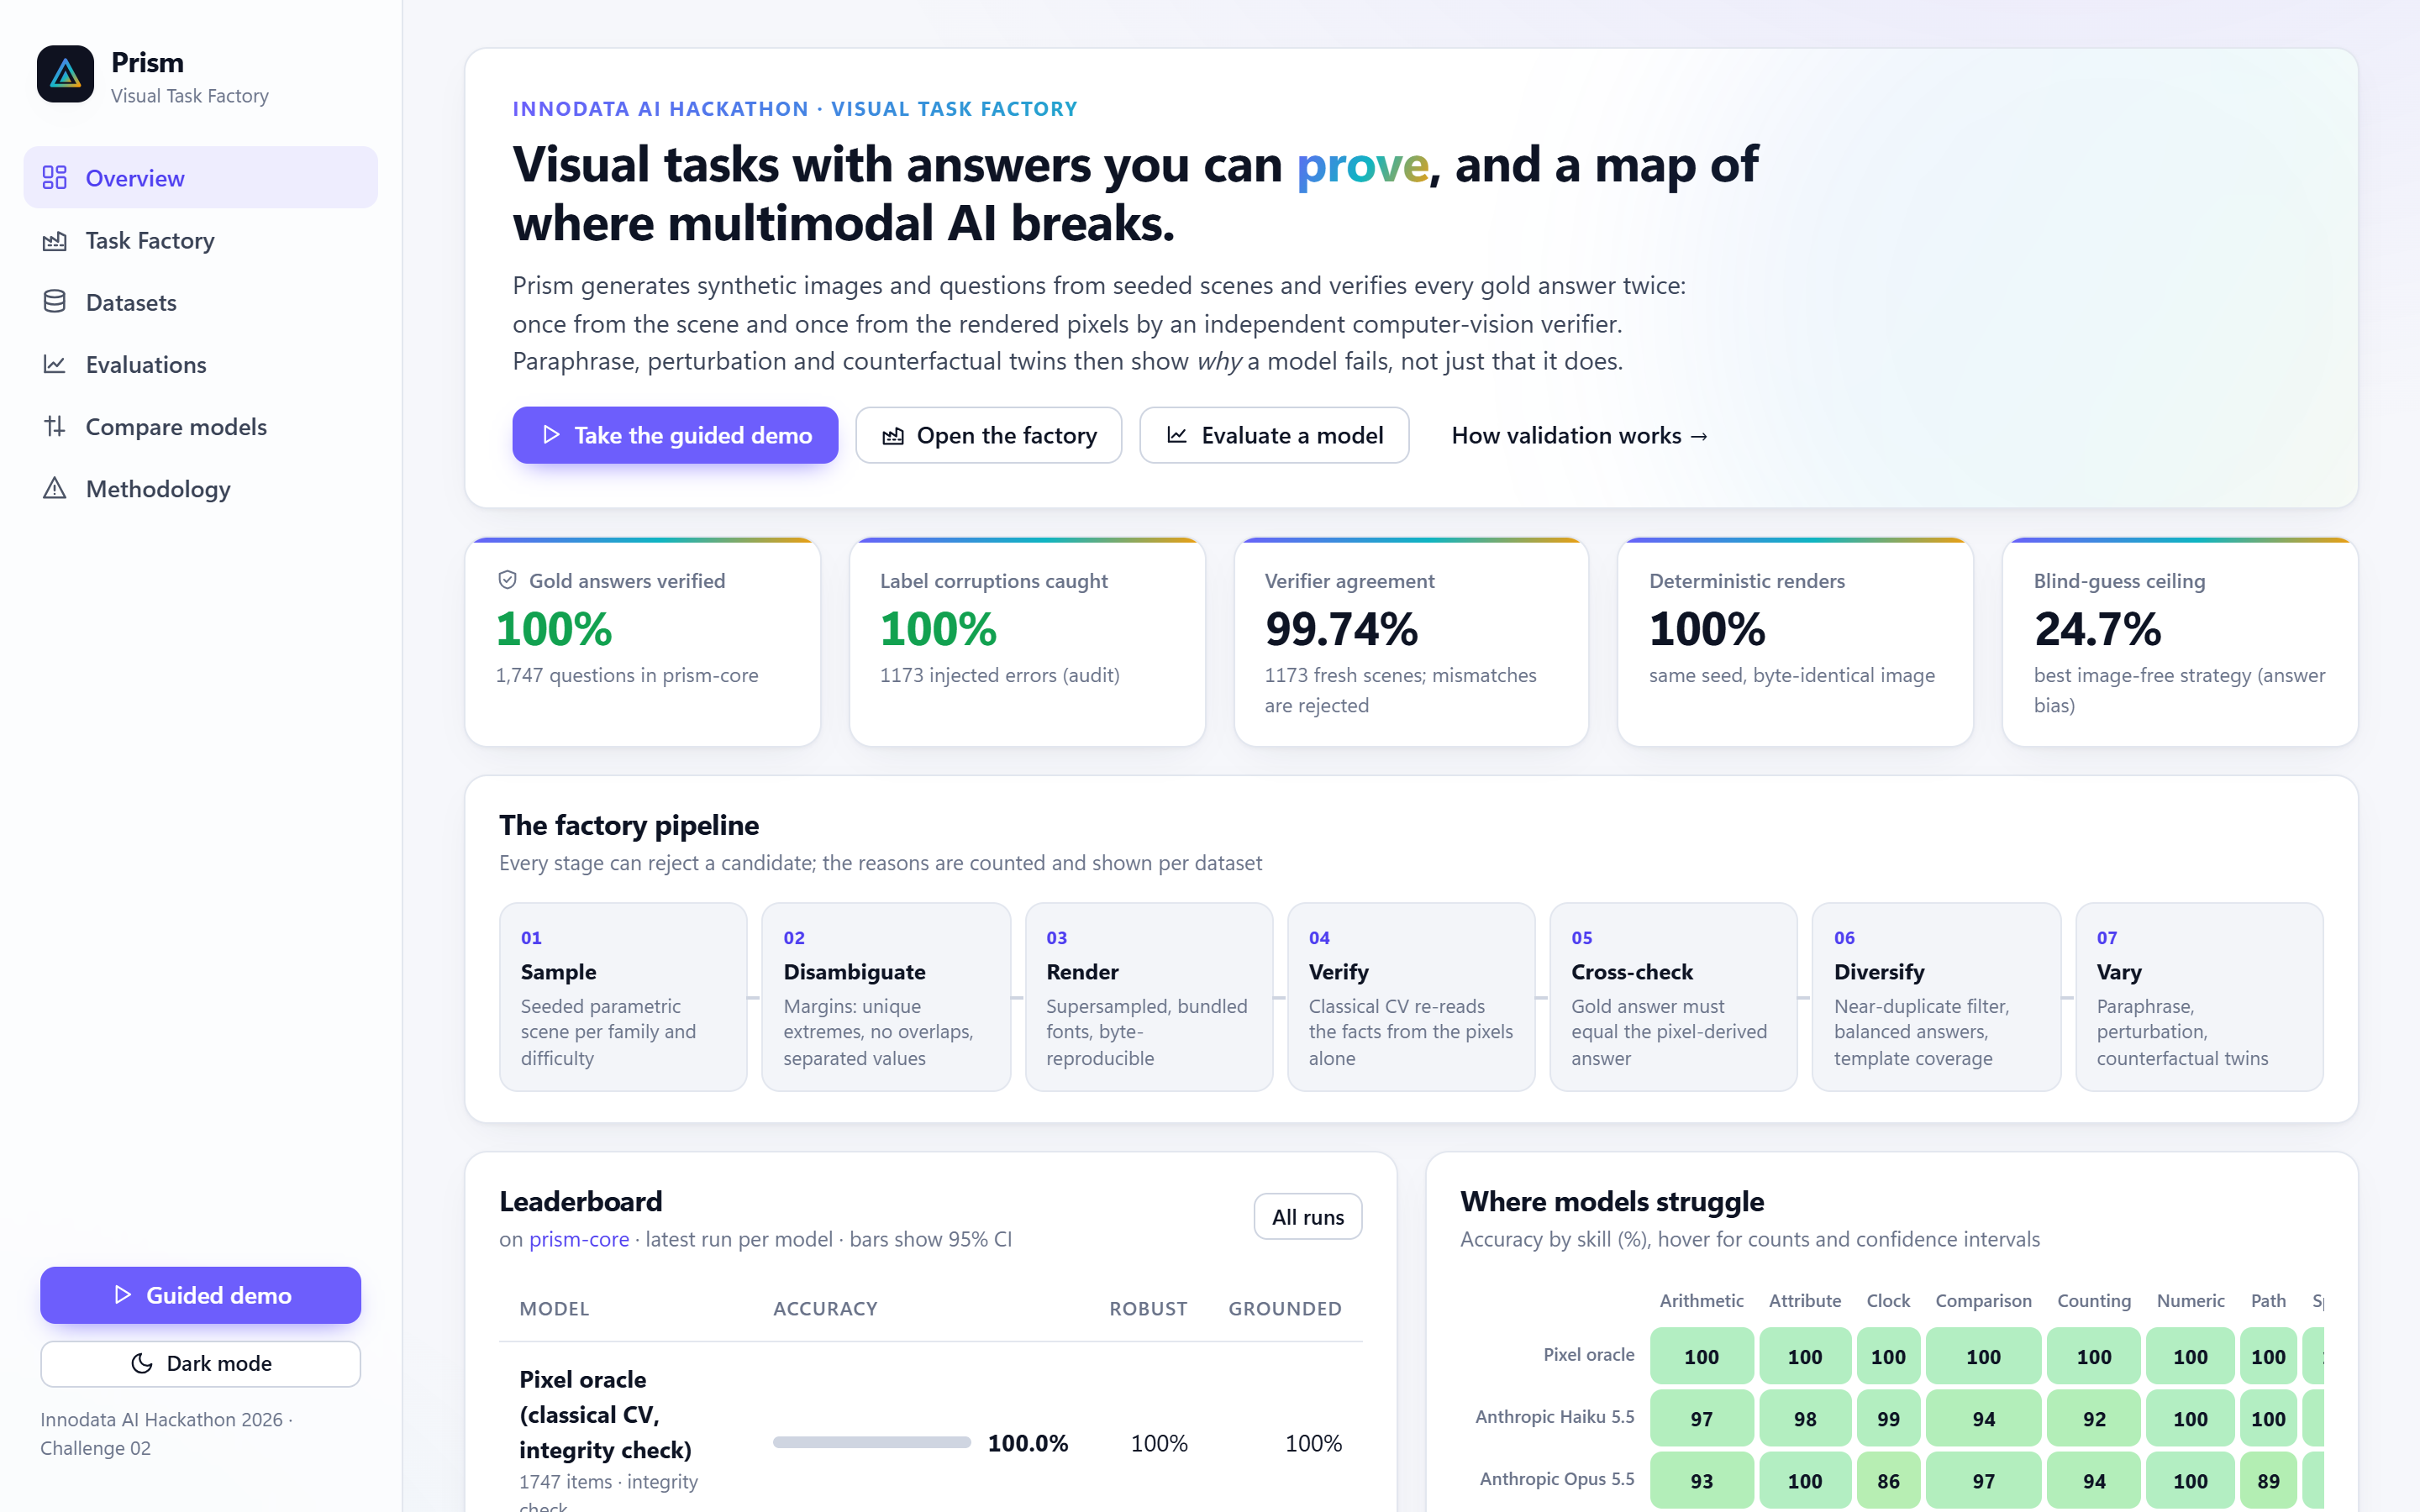 Prism
Visual Task Factory
Overview
Task Factory
Datasets
Evaluations
Compare models
Methodology
Guided demo
Dark mode
Innodata AI Hackathon 2026 ·
Challenge 02
INNODATA AI HACKATHON · VISUAL TASK FACTORY
Visual tasks with answers you can prove, and a map of
where multimodal AI breaks.
Prism generates synthetic images and questions from seeded scenes and verifies every gold answer twice:
once from the scene and once from the rendered pixels by an independent computer-vision verifier.
Paraphrase, perturbation and counterfactual twins then show why a model fails, not just that it does.
Take the guided demo
Open the factory
Evaluate a model
How validation works →
Gold answers verified
100%
1,747 questions in prism-core
Label corruptions caught
100%
1173 injected errors (audit)
Verifier agreement
99.74%
1173 fresh scenes; mismatches
are rejected
Deterministic renders
100%
same seed, byte-identical image
Blind-guess ceiling
24.7%
best image-free strategy (answer
bias)
The factory pipeline
Every stage can reject a candidate; the reasons are counted and shown per dataset
01
Sample
Seeded parametric
scene per family and
difficulty
02
Disambiguate
Margins: unique
extremes, no overlaps,
separated values
03
Render
Supersampled, bundled
fonts, byte-
reproducible
04
Verify
Classical CV re-reads
the facts from the pixels
alone
05
Cross-check
Gold answer must
equal the pixel-derived
answer
06
Diversify
Near-duplicate filter,
balanced answers,
template coverage
07
Vary
Paraphrase,
perturbation,
counterfactual twins
Leaderboard
on prism-core · latest run per model · bars show 95% CI
All runs
MODEL ACCURACY ROBUST GROUNDED
Pixel oracle
(classical CV,
integrity check)
100.0% 100% 100%
1747 items · integrity
check
Where models struggle
Accuracy by skill (%), hover for counts and confidence intervals
Arithmetic Attribute Clock Comparison Counting Numeric Path
Pixel oracle 100 100 100 100 100 100 100
Anthropic Haiku 5.5 97 98 99 94 92 100 100
Anthropic Opus 5.5 93 100 86 97 94 100 89